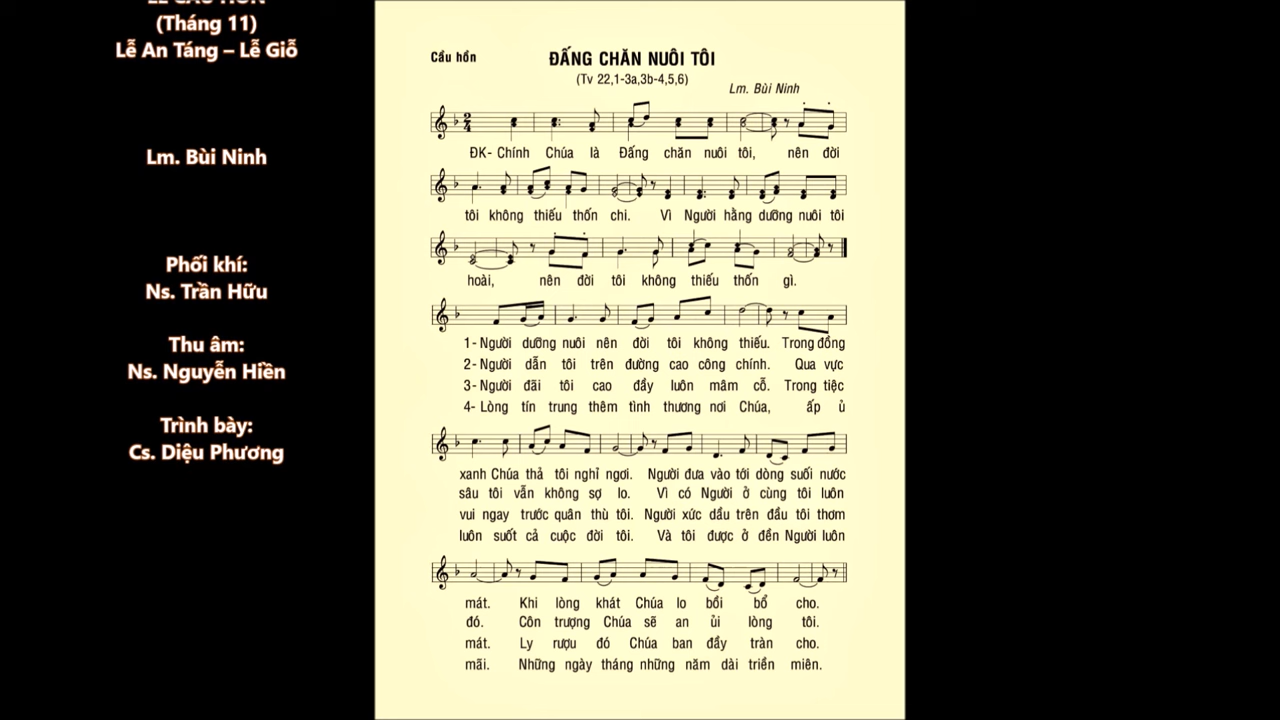 LỄ CẦU HỒN
(Tháng 11)
Lễ An Táng – Lễ Giỗ
Lm. Bùi Ninh
Phối khí:
Ns. Trần Hữu
Thu âm:
Ns. Nguyễn Hiền
Trình bày:
Cs. Diệu Phương
Cầu hồn
ĐẤNG CHĂN NUÔI TÔI
(Tv 22,1-3a,3b-4,5,6)
Lm. Bùi Ninh
2
4
ĐK- Chính Chúa là Đấng chăn nuôi tôi, nên đời
tôi không thiếu thốn chi. Vì Người hằng dưỡng nuôi tôi
hoài, nên đời tôi không thiếu thốn gì.
1- Người dưỡng nuôi nên đời tôi không thiếu. Trong đồng
2- Người dẫn tôi trên đường cao công chính. Qua vực
3- Người đãi tôi cao đầy luôn mâm cỗ. Trong tiệc
4- Lòng tín trung thêm tình thương nơi Chúa, ấp ủ
xanh Chúa thả tôi nghỉ ngơi. Người đưa vào tới dòng suối nước
sâu tôi vẫn không sợ lo. Vì có Người ở cùng tôi luôn
vui ngay trước quân thù tôi. Người xức dầu trên đầu tôi thơm
luôn suốt cả cuộc đời tôi. Và tôi được ở đền Người luôn
mát. Khi lòng khát Chúa lo bồi bổ cho.
đó. Côn trượng Chúa sẽ an ủi lòng tôi.
mát. Ly rượu đó Chúa ban đầy tràn cho.
mãi. Những ngày tháng những năm dài triền miên.